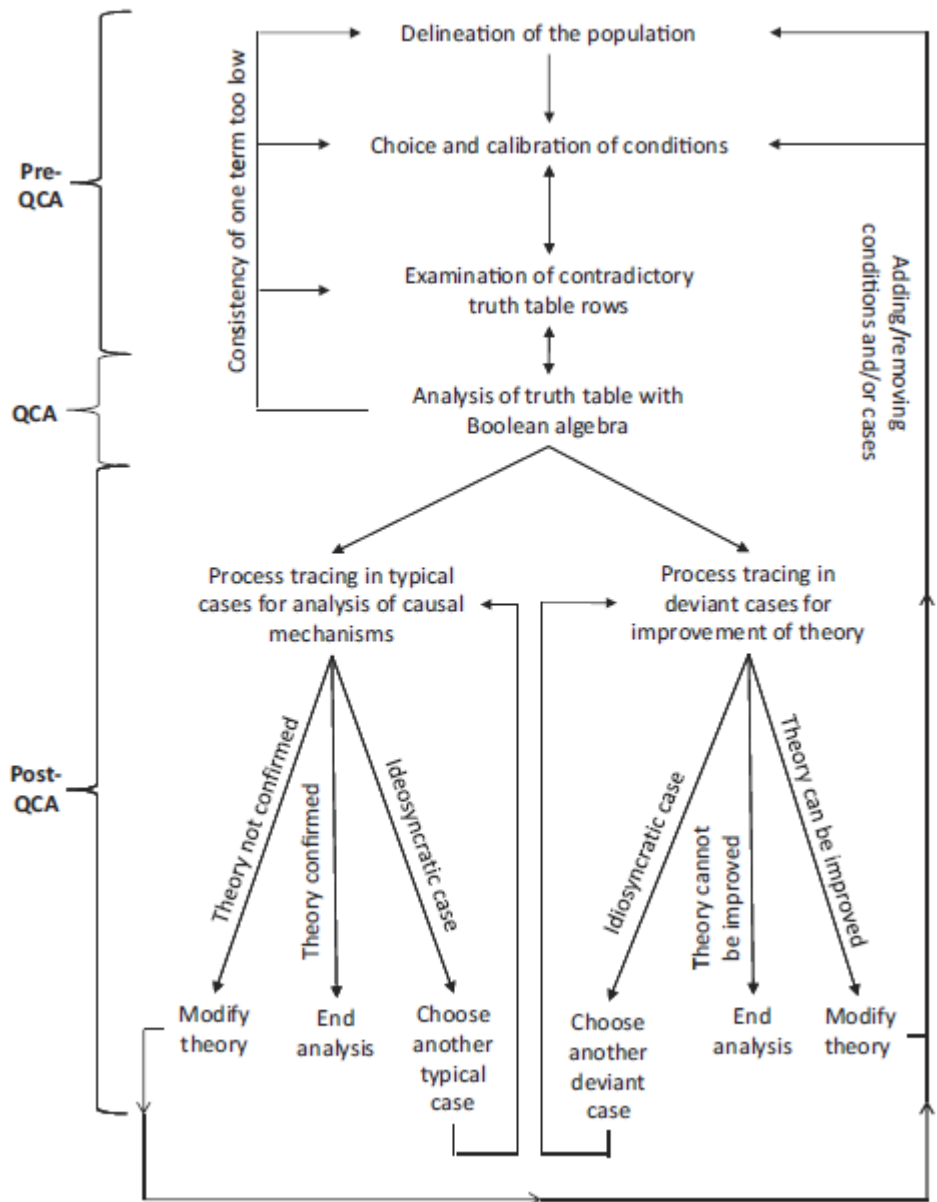 Delineation of the population
Consistency of one term too low
Choice and calibration of conditions
Pre-
QCA
Adding/removing
conditions and/or cases
Examination of contradictory
truth table rows
QCA
Analysis of truth table with
Boolean algebra
Process tracing in typical
cases for analysis of causal
mechanisms
Process tracing in
deviant cases for
improvement of theory
Post-
QCA
Theory not confirmed
Theory confirmed
Ideosyncratic case
Idiosyncratic case
Theory cannot
be improved
Theory can be improved
Modify
theory
End
analysis
Choose
another
typical
case
Choose
another
deviant
case
End
analysis
Modify
theory